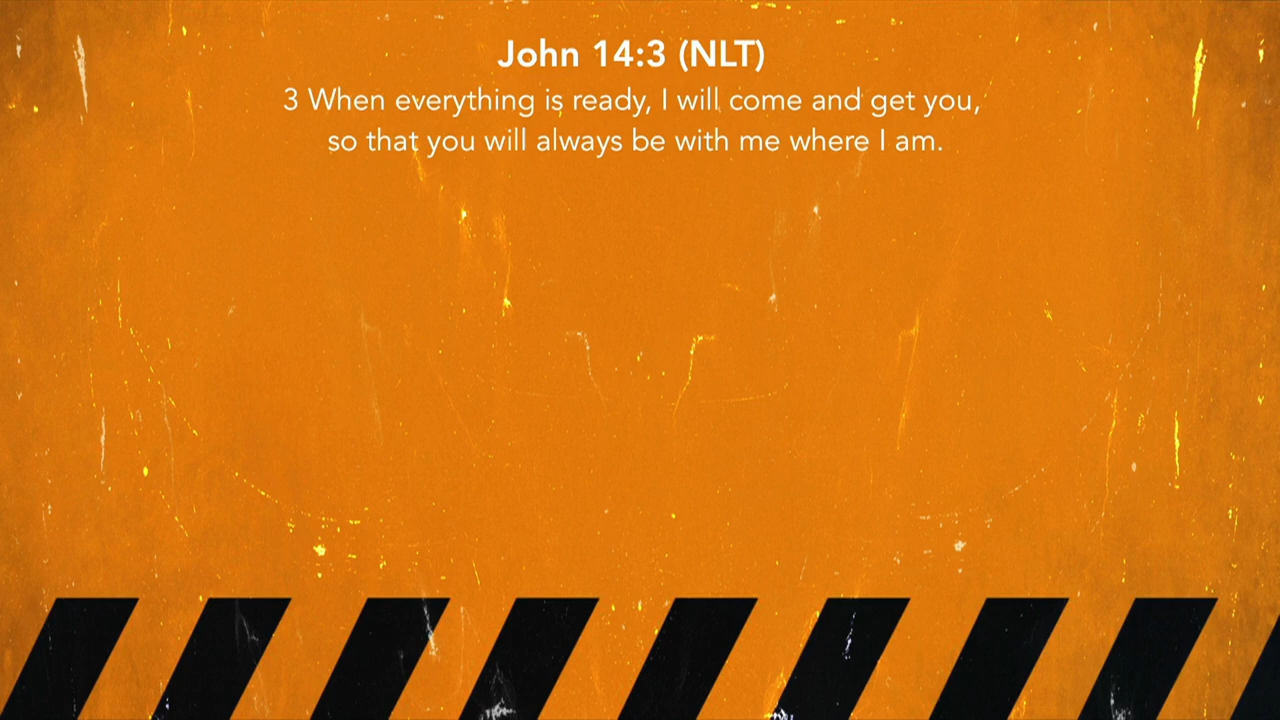 John 14:3 (NLT)
3 When everything is ready, I will come and get you,
so that you will always be with me where I am.